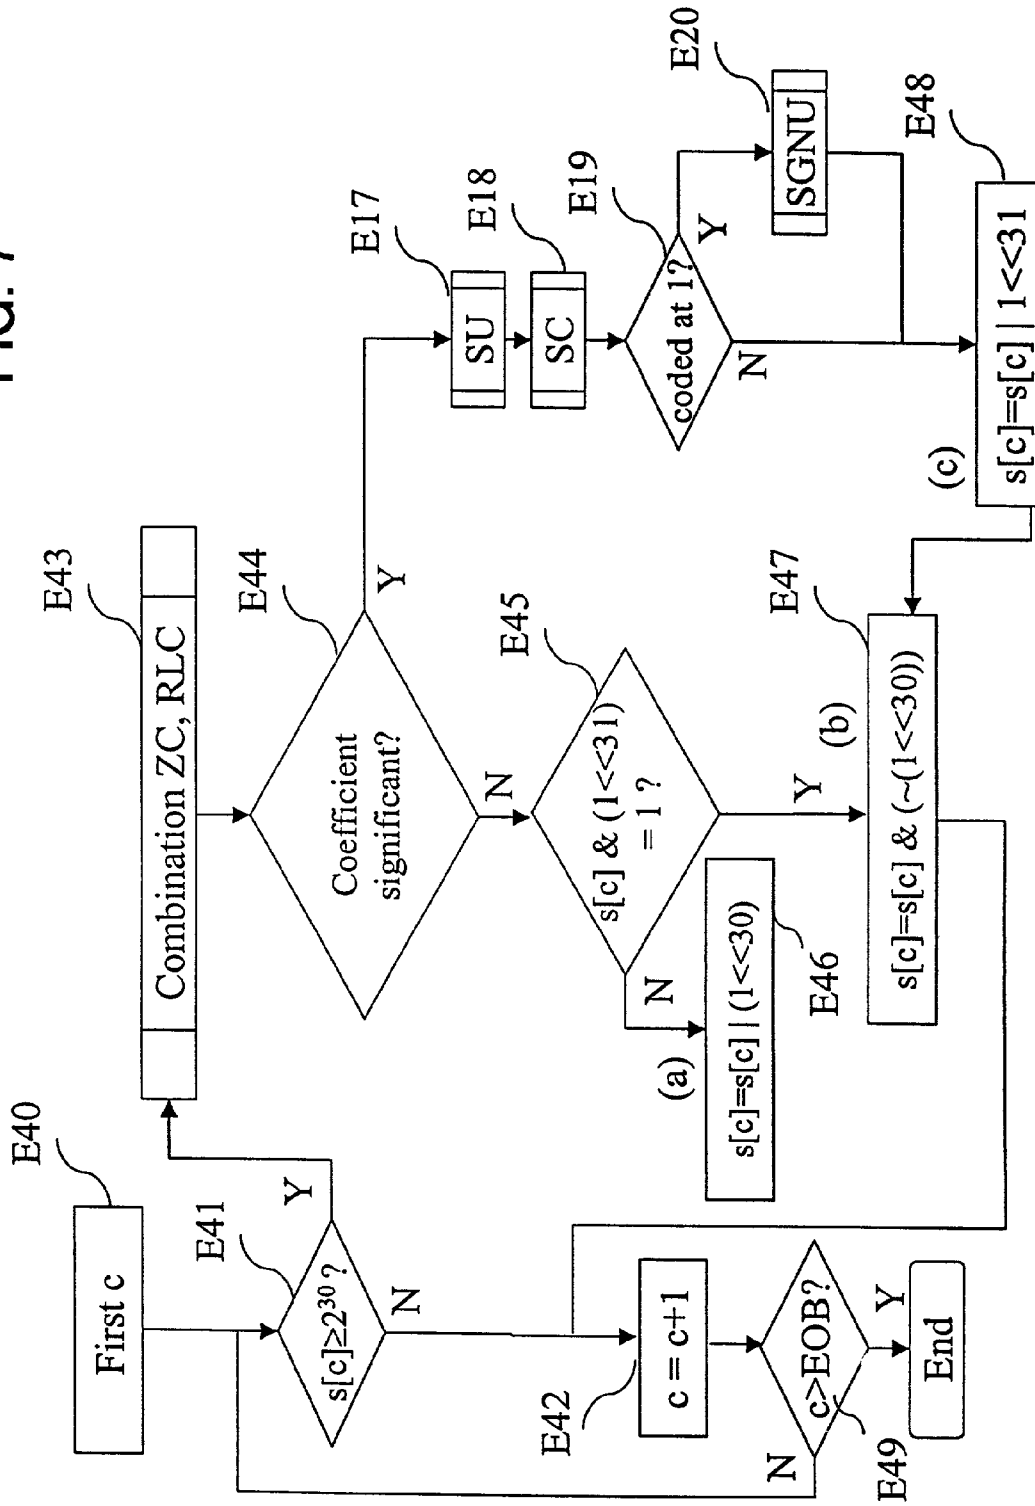 FIG. 7
E40
First c
E41
s[c]≥2³⁰ ?
Y
N
E42
c = c+1
c>EOB?
E49
N
Y
End
E43
Combination ZC, RLC
E44
Coefficient
significant?
Y
N
E45
s[c] & (1<<31)
= 1 ?
N
Y
(a)
s[c]=s[c] | (1<<30)
E46
(b)
E47
s[c]=s[c] & (~(1<<30))
E17
SU
E18
SC
E19
coded at 1?
Y
N
E20
SGNU
(c)
E48
s[c]=s[c] | 1<<31